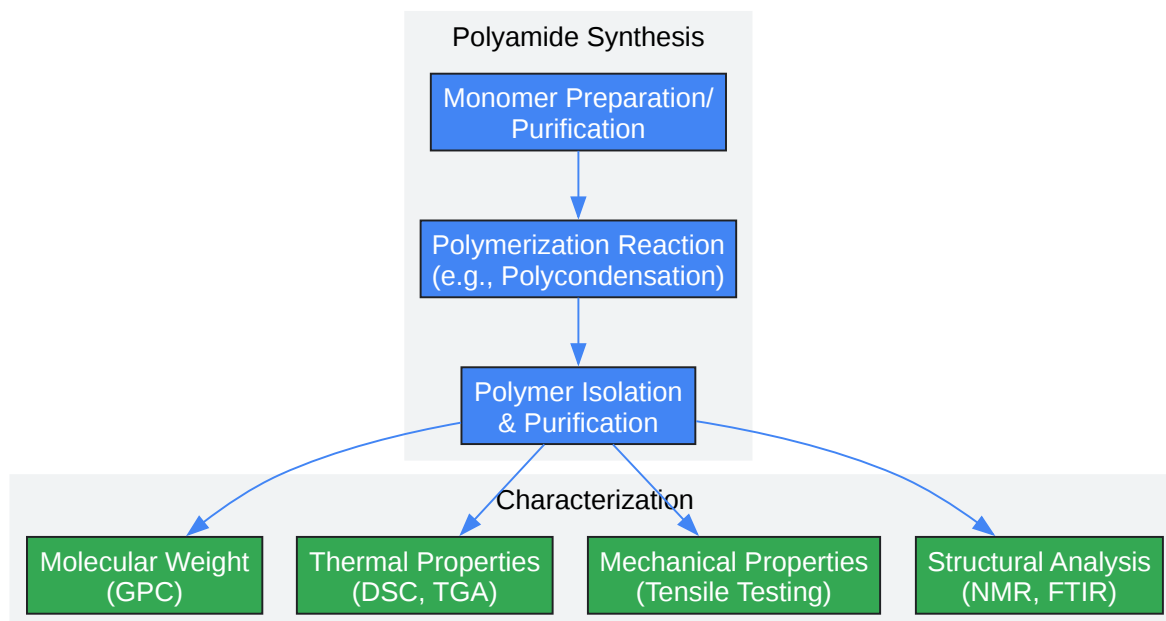 Polyamide Synthesis
Monomer Preparation/
Purification
Polymerization Reaction
(e.g., Polycondensation)
Polymer Isolation
& Purification
Characterization
Molecular Weight
(GPC)
Thermal Properties
(DSC, TGA)
Mechanical Properties
(Tensile Testing)
Structural Analysis
(NMR, FTIR)